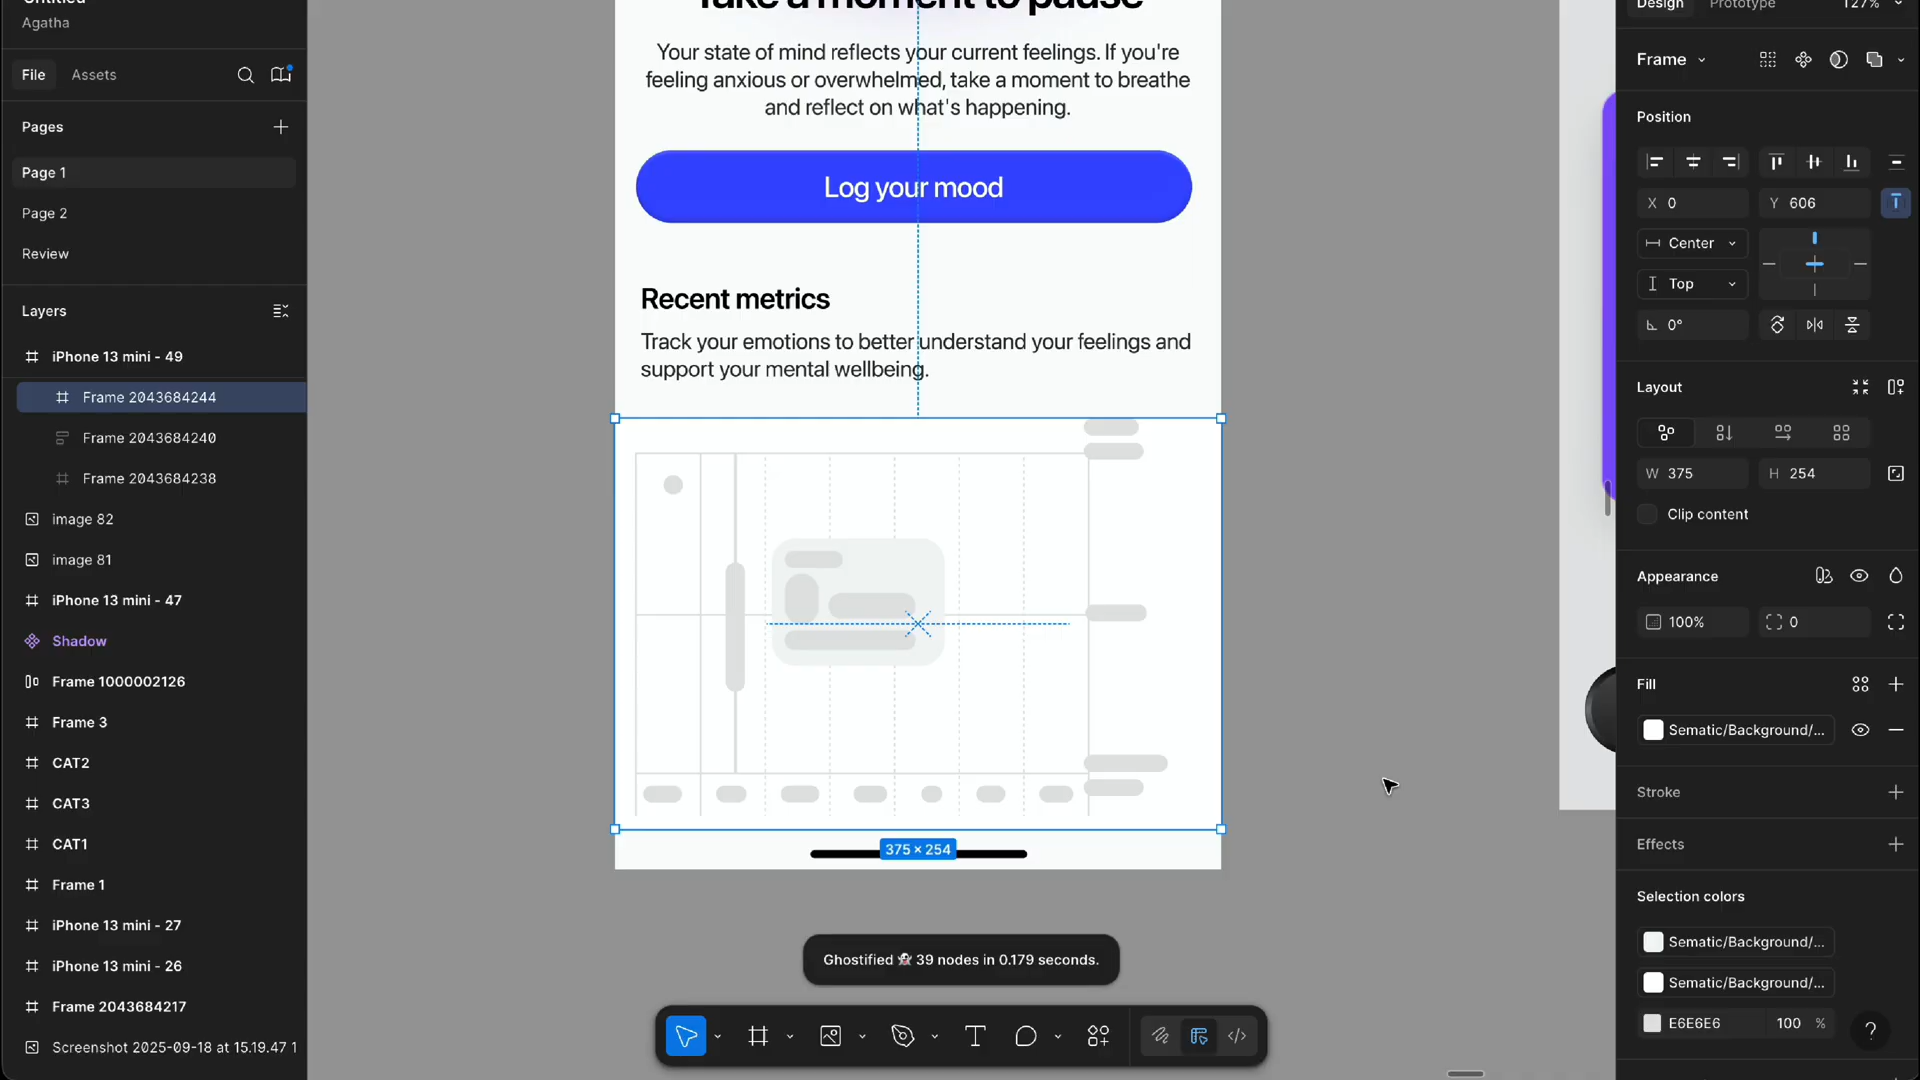 Untitled
Agatha
File
Assets
Pages
Page 1
Page 2
Review
Layers
iPhone 13 mini - 49
Frame 2043684244
Frame 2043684240
Frame 2043684238
image 82
image 81
iPhone 13 mini - 47
Shadow
Frame 1000002126
Frame 3
CAT2
CAT3
CAT1
Frame 1
iPhone 13 mini - 27
iPhone 13 mini - 26
Frame 2043684217
Screenshot 2025-09-18 at 15.19.47 1
Take a moment to pause
Your state of mind reflects your current feelings. If you're
feeling anxious or overwhelmed, take a moment to breathe
and reflect on what's happening.
Log your mood
Recent metrics
Track your emotions to better understand your feelings and
support your mental wellbeing.
375 × 254
Ghostified 👻 39 nodes in 0.179 seconds.
Design
Prototype
127%
Frame
Position
X 0
Y 606
Center
Top
0°
Layout
W 375
H 254
Clip content
Appearance
100%
0
Fill
Sematic/Background/...
Stroke
Effects
Selection colors
Sematic/Background/...
Sematic/Background/...
E6E6E6 100 %
?